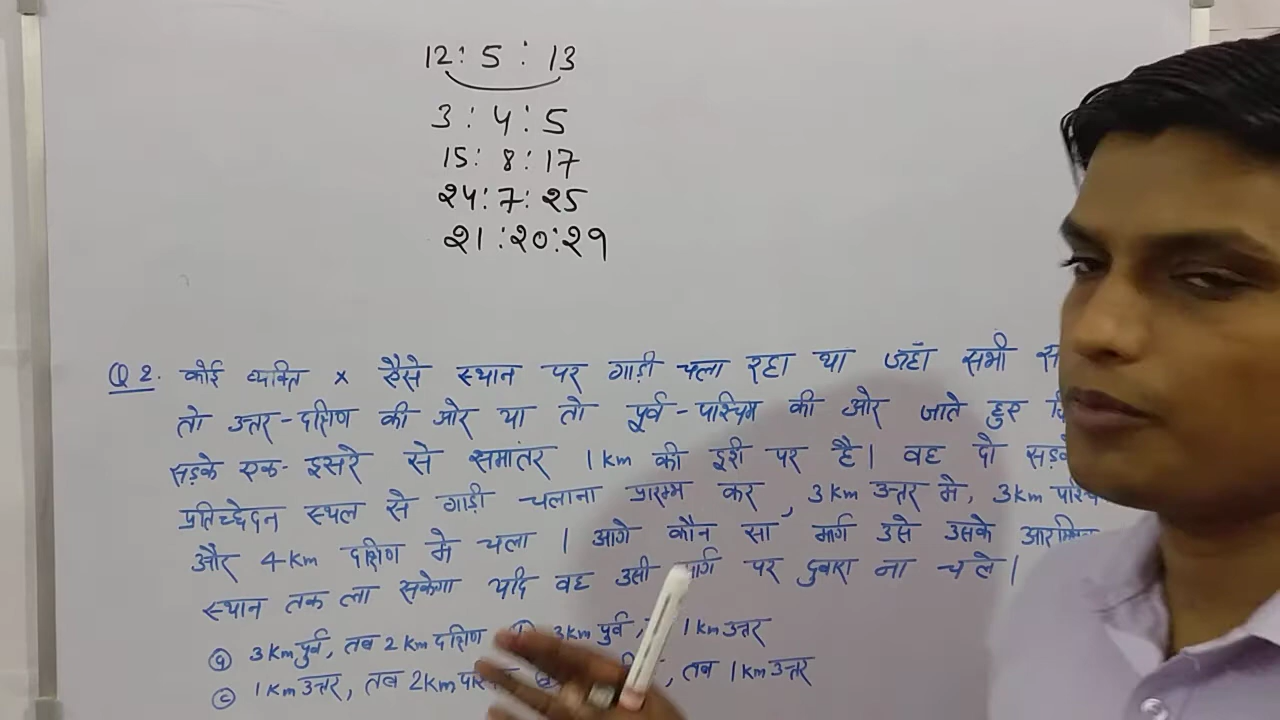 12 : 5 : 13
3 : 4 : 5
15 : 8 : 17
24 : 7 : 25
21 : 20 : 29
Q 2. कोई व्यक्ति x ऐसे स्थान पर गाड़ी चला रहा था जहाँ सभी
तो उत्तर-दक्षिण की ओर या तो पूर्व-पश्चिम की ओर जाते हुए
सड़के एक-दूसरे से समांतर 1 km की दूरी पर है। वह दो
प्रतिच्छेदन स्थल से गाड़ी चलाना प्रारम्भ कर, 3 km उत्तर मे, 3 km
और 4 km दक्षिण मे चला । आगे कौन सा मार्ग उसे उसके
स्थान तक ला सकेगा यदि वह उसी मार्ग पर दुबारा ना चले।
a 3 km पूर्व, तब 2 km दक्षिण 3 km पूर्व, 1 km उत्तर
c 1 km उत्तर, तब 2 km , तब 1 km उत्तर